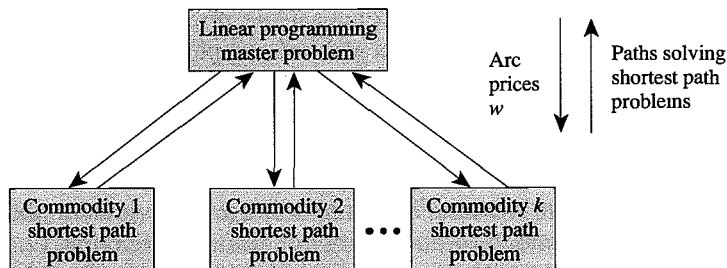 Linear programming
master problem
Arc
prices
w
Paths solving
shortest path
problems
Commodity 1
shortest path
problem
Commodity 2
shortest path
problem
Commodity k
shortest path
problem